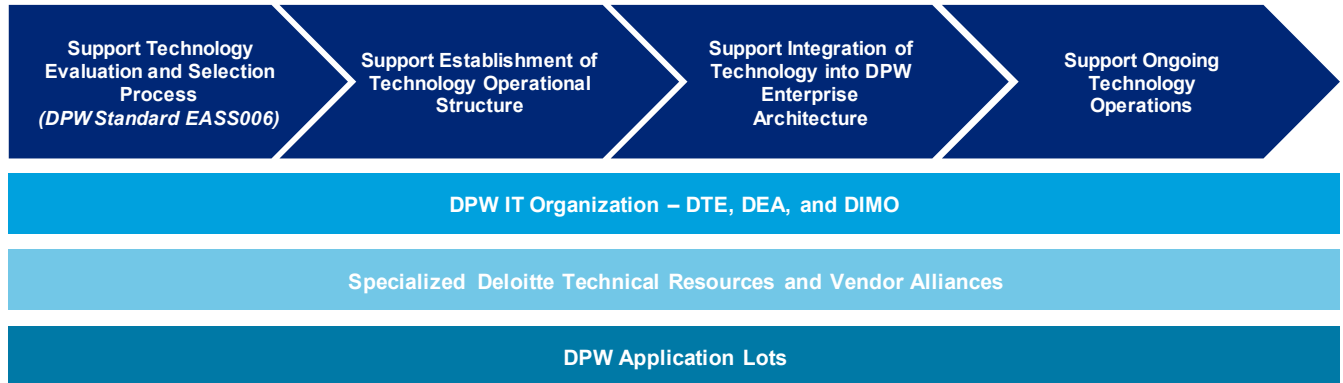 Support Technology
Evaluation and Selection
Process
(DPW Standard EASS006)
Support Establishment of
Technology Operational
Structure
Support Integration of
Technology into DPW
Enterprise
Architecture
Support Ongoing
Technology
Operations
DPW IT Organization – DTE, DEA, and DIMO
Specialized Deloitte Technical Resources and Vendor Alliances
DPW Application Lots